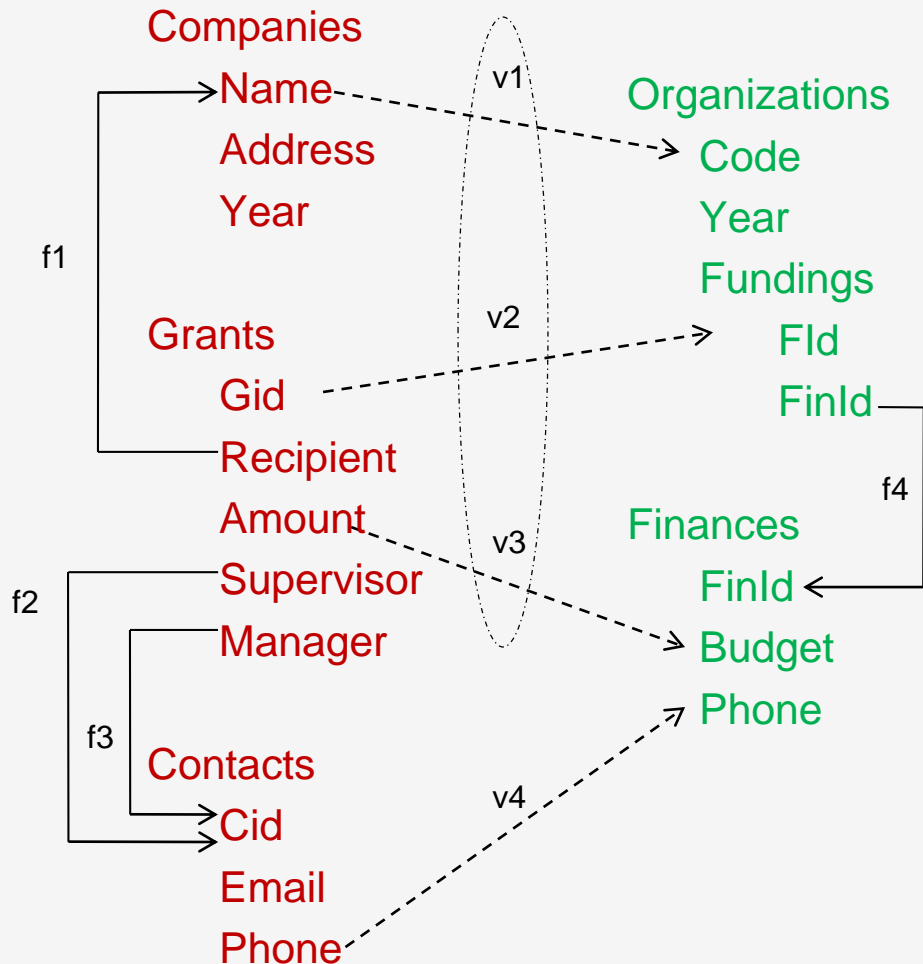 Companies
Name
Address
Year
f1
Grants
Gid
Recipient
Amount
Supervisor
Manager
f2
f3
Contacts
Cid
Email
Phone
v1
v2
v3
v4
Organizations
Code
Year
Fundings
FId
FinId
f4
Finances
FinId
Budget
Phone